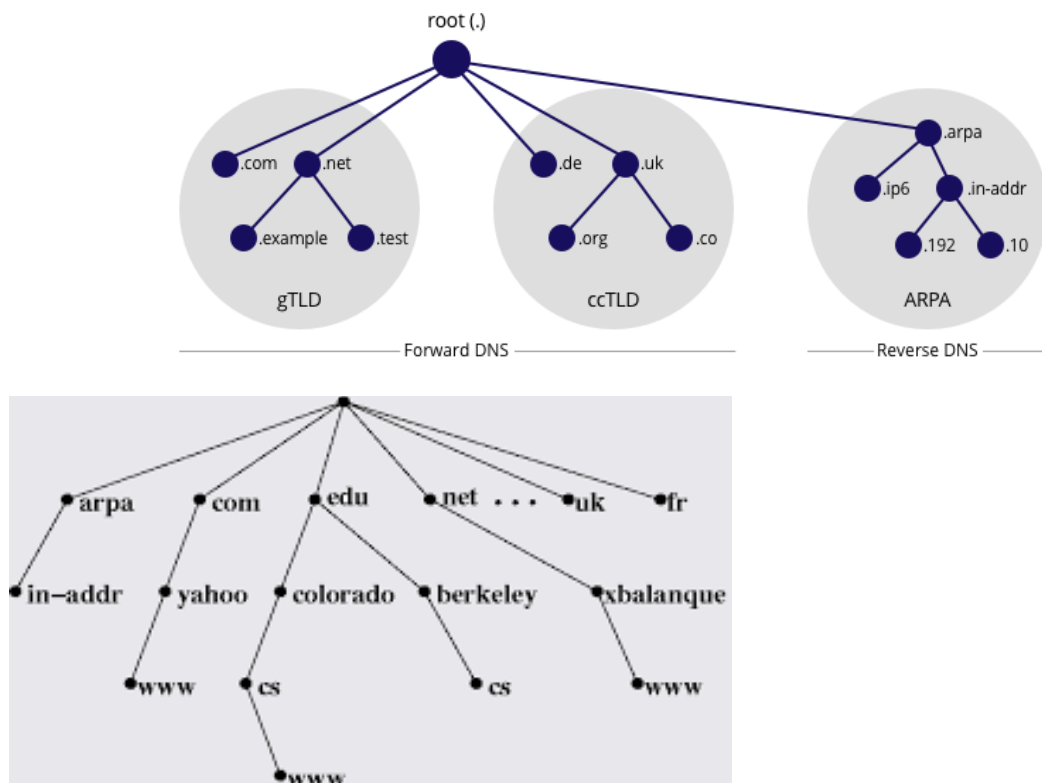 root (.)
.arpa
.com .net .de .uk .ip6 .in-addr
.example .test .org .co .192 .10
gTLD ccTLD ARPA
Forward DNS Reverse DNS
arpa com edu net . . . uk fr
in-addr yahoo colorado berkeley xbalanque
www cs cs www
www